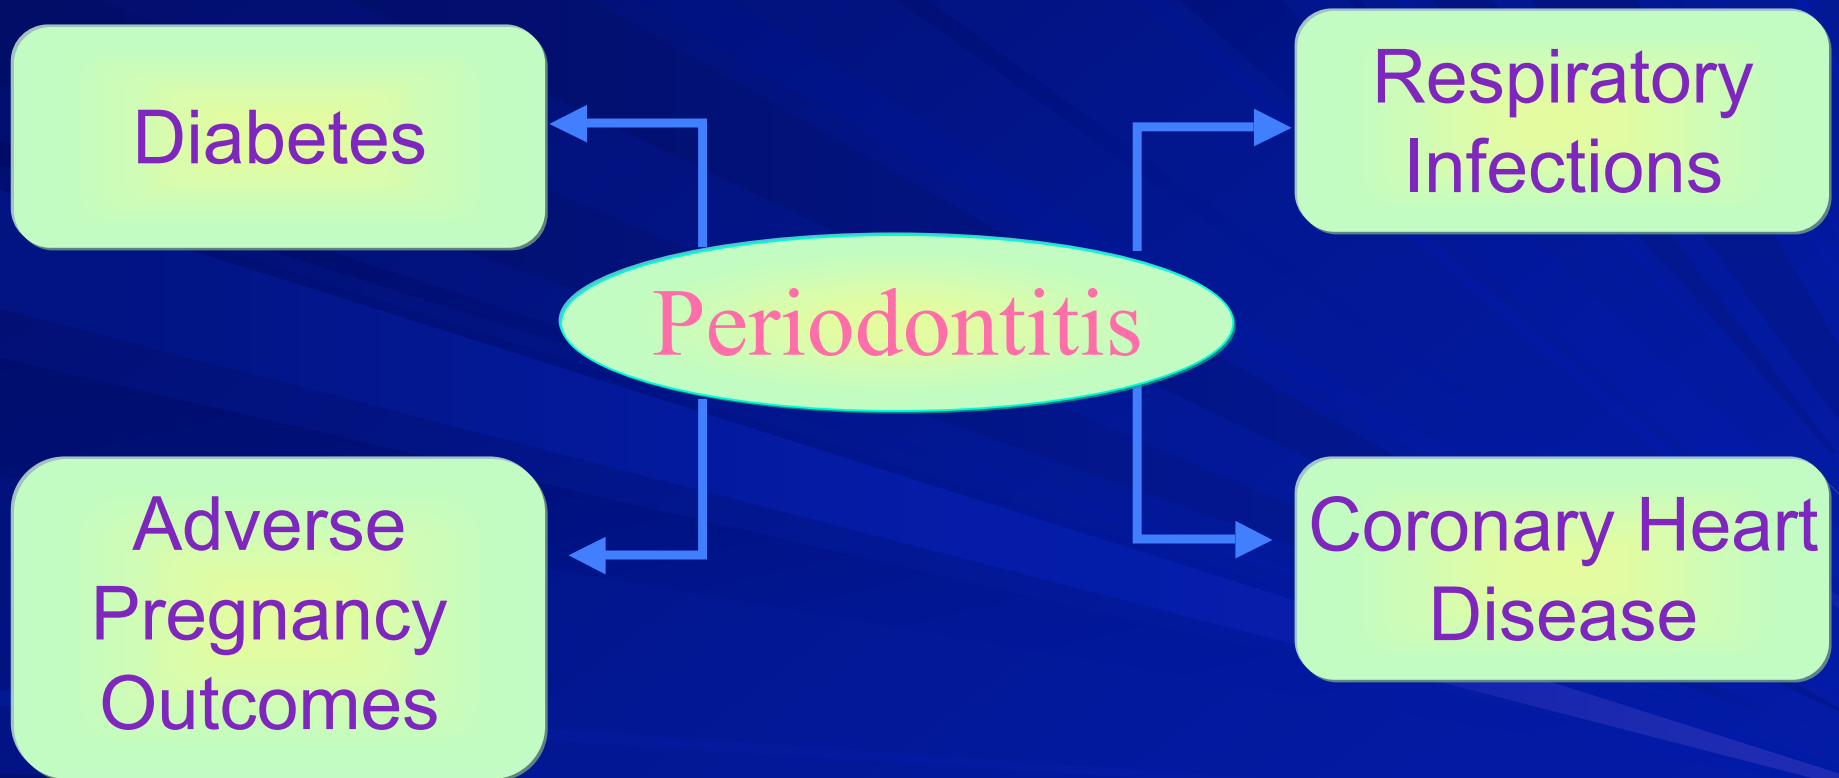 Diabetes
Respiratory
Infections
Periodontitis
Adverse
Pregnancy
Outcomes
Coronary Heart
Disease